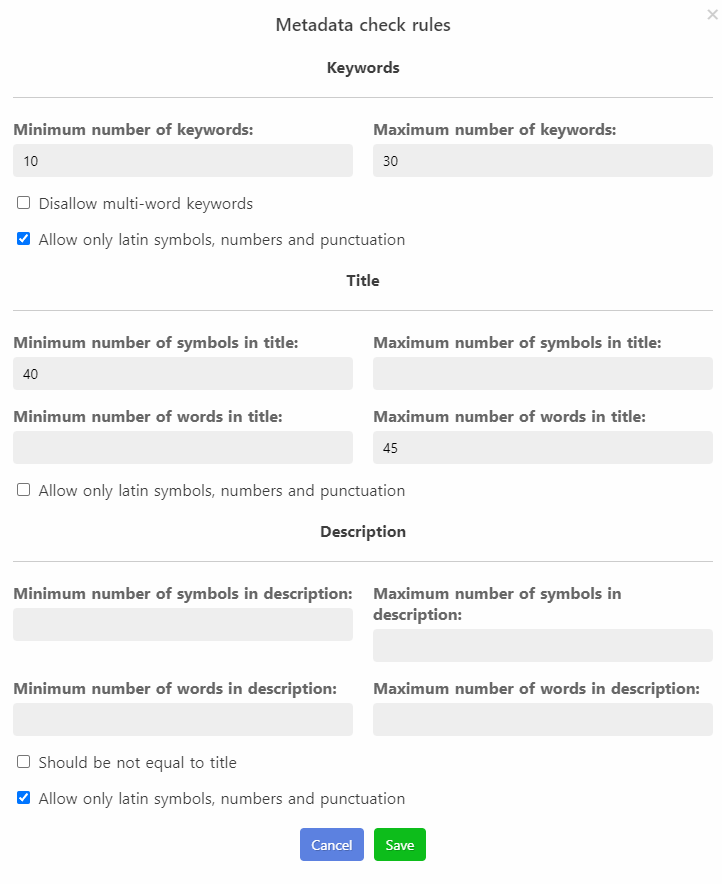 ×
Metadata check rules
Keywords
Minimum number of keywords:
Maximum number of keywords:
10
30
Disallow multi-word keywords
Allow only latin symbols, numbers and punctuation
Title
Minimum number of symbols in title:
Maximum number of symbols in title:
40
Minimum number of words in title:
Maximum number of words in title:
45
Allow only latin symbols, numbers and punctuation
Description
Minimum number of symbols in description:
Maximum number of symbols in
description:
Minimum number of words in description:
Maximum number of words in description:
Should be not equal to title
Allow only latin symbols, numbers and punctuation
Cancel
Save